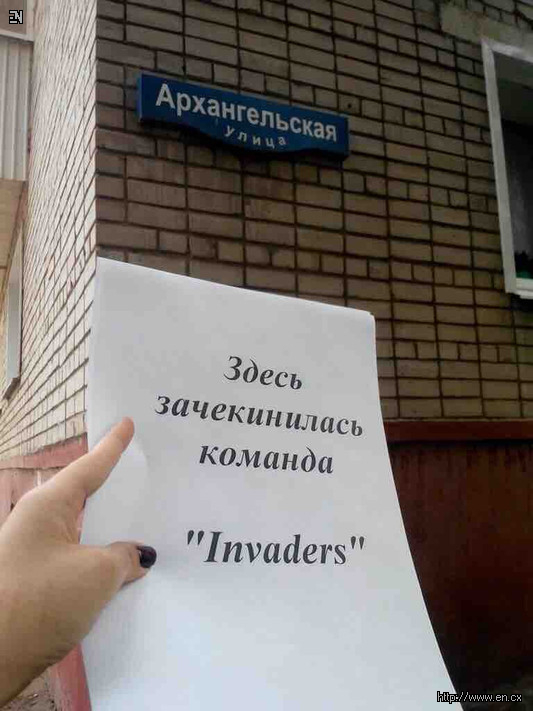 EN
Архангельская
улица
Здесь
зачекинилась
команда
"Invaders"
http://www.en.cx